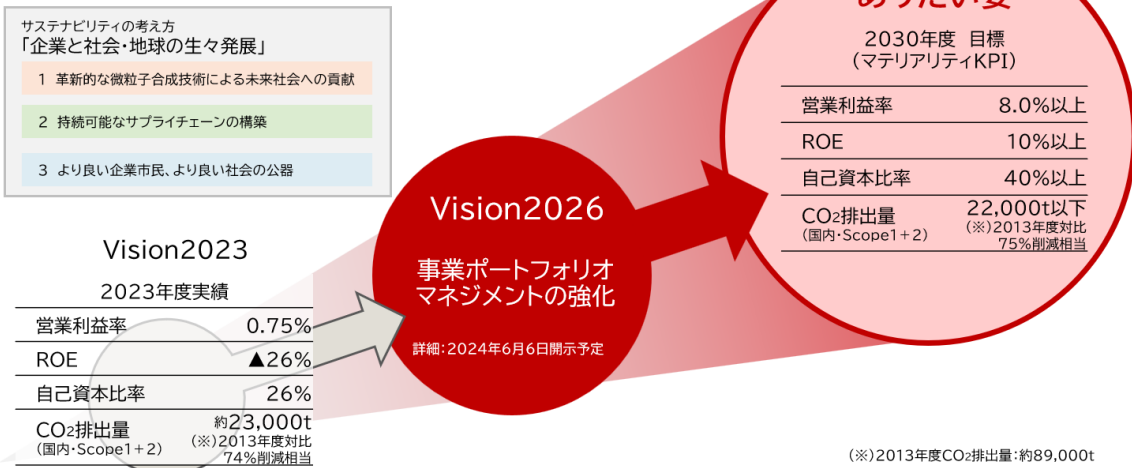 サステナビリティの考え方
「企業と社会・地球の生々発展」
1 革新的な微粒子合成技術による未来社会への貢献
2 持続可能なサプライチェーンの構築
3 より良い企業市民、より良い社会の公器
Vision2023
2023年度実績
営業利益率 0.75%
ROE ▲26%
自己資本比率 26%
CO2排出量 約23,000t
(国内・Scope1+2) (※)2013年度対比
74%削減相当
Vision2026
事業ポートフォリオ
マネジメントの強化
詳細:2024年6月6日開示予定
ありたい姿
2030年度 目標
(マテリアリティKPI)
営業利益率 8.0%以上
ROE 10%以上
自己資本比率 40%以上
CO2排出量 22,000t以下
(国内・Scope1+2) (※)2013年度対比
75%削減相当
(※)2013年度CO2排出量:約89,000t